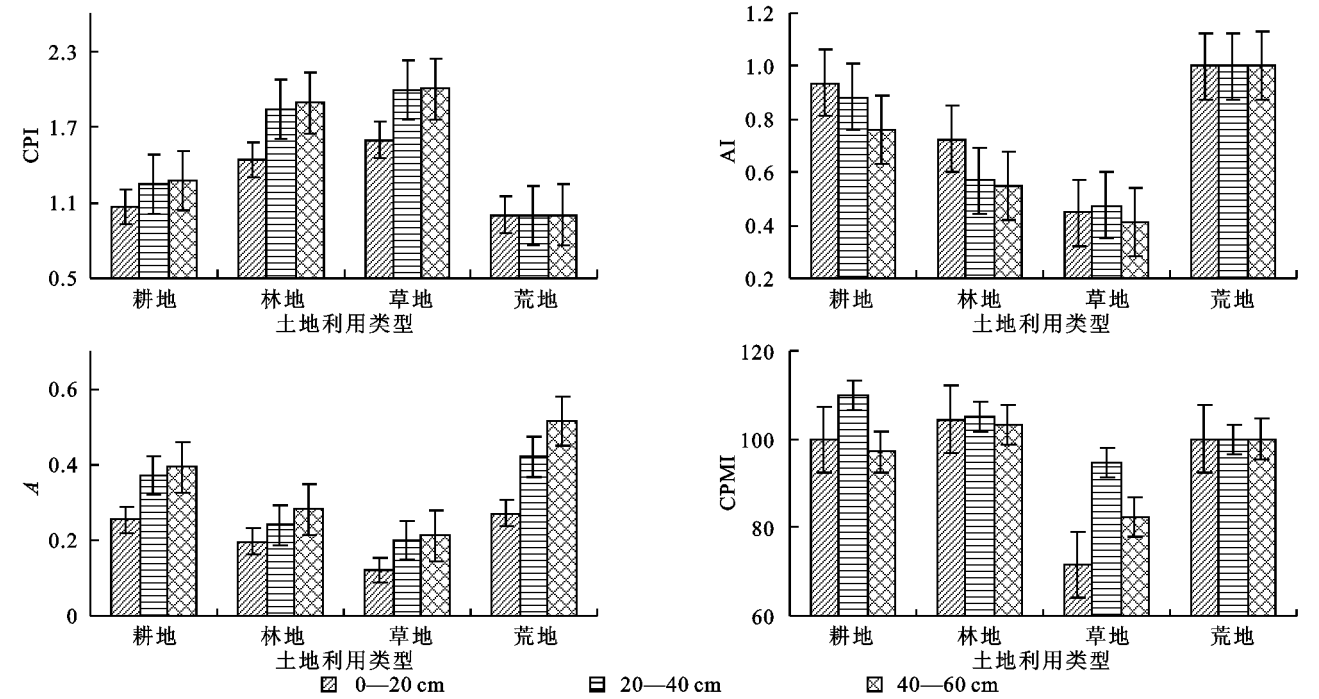 CPI
2.3
1.7
1.1
0.5
耕地 林地 草地 荒地
土地利用类型
AI
1.2
1.0
0.8
0.6
0.4
0.2
耕地 林地 草地 荒地
土地利用类型
A
0.6
0.4
0.2
0
耕地 林地 草地 荒地
土地利用类型
CPMI
120
100
80
60
耕地 林地 草地 荒地
土地利用类型
0—20 cm 20—40 cm 40—60 cm